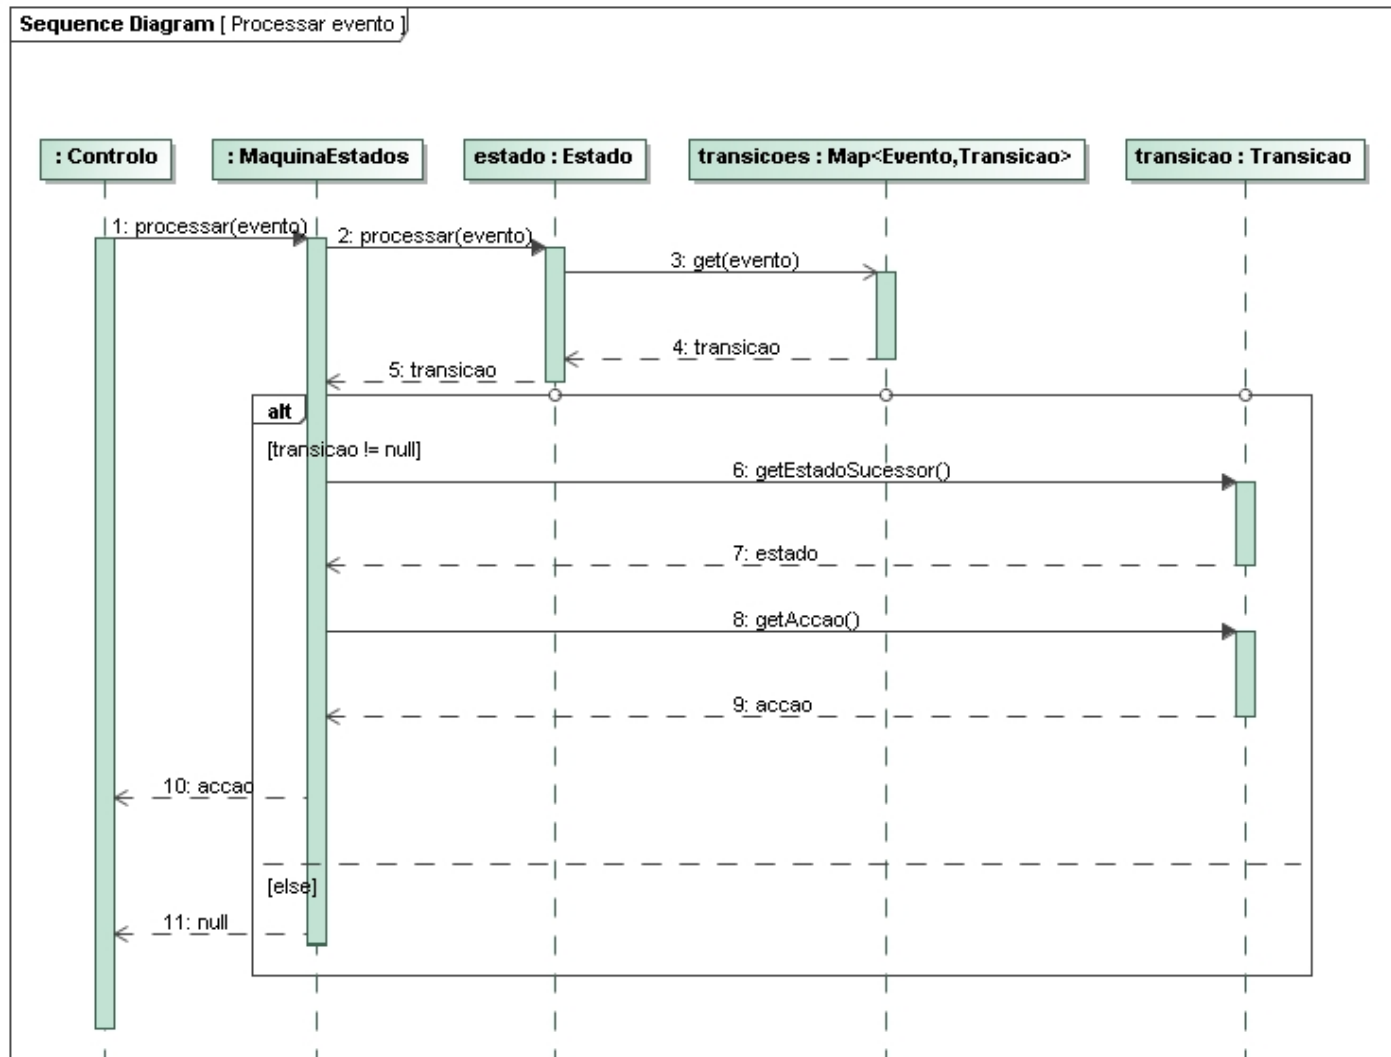 Sequence Diagram [ Processar evento ]
: Controlo
: MaquinaEstados
estado : Estado
transicoes : Map<Evento,Transicao>
transicao : Transicao
1: processar(evento)
2: processar(evento)
3: get(evento)
4: transicao
5: transicao
alt
[transicao != null]
6: getEstadoSucessor()
7: estado
8: getAccao()
9: accao
10: accao
[else]
11: null